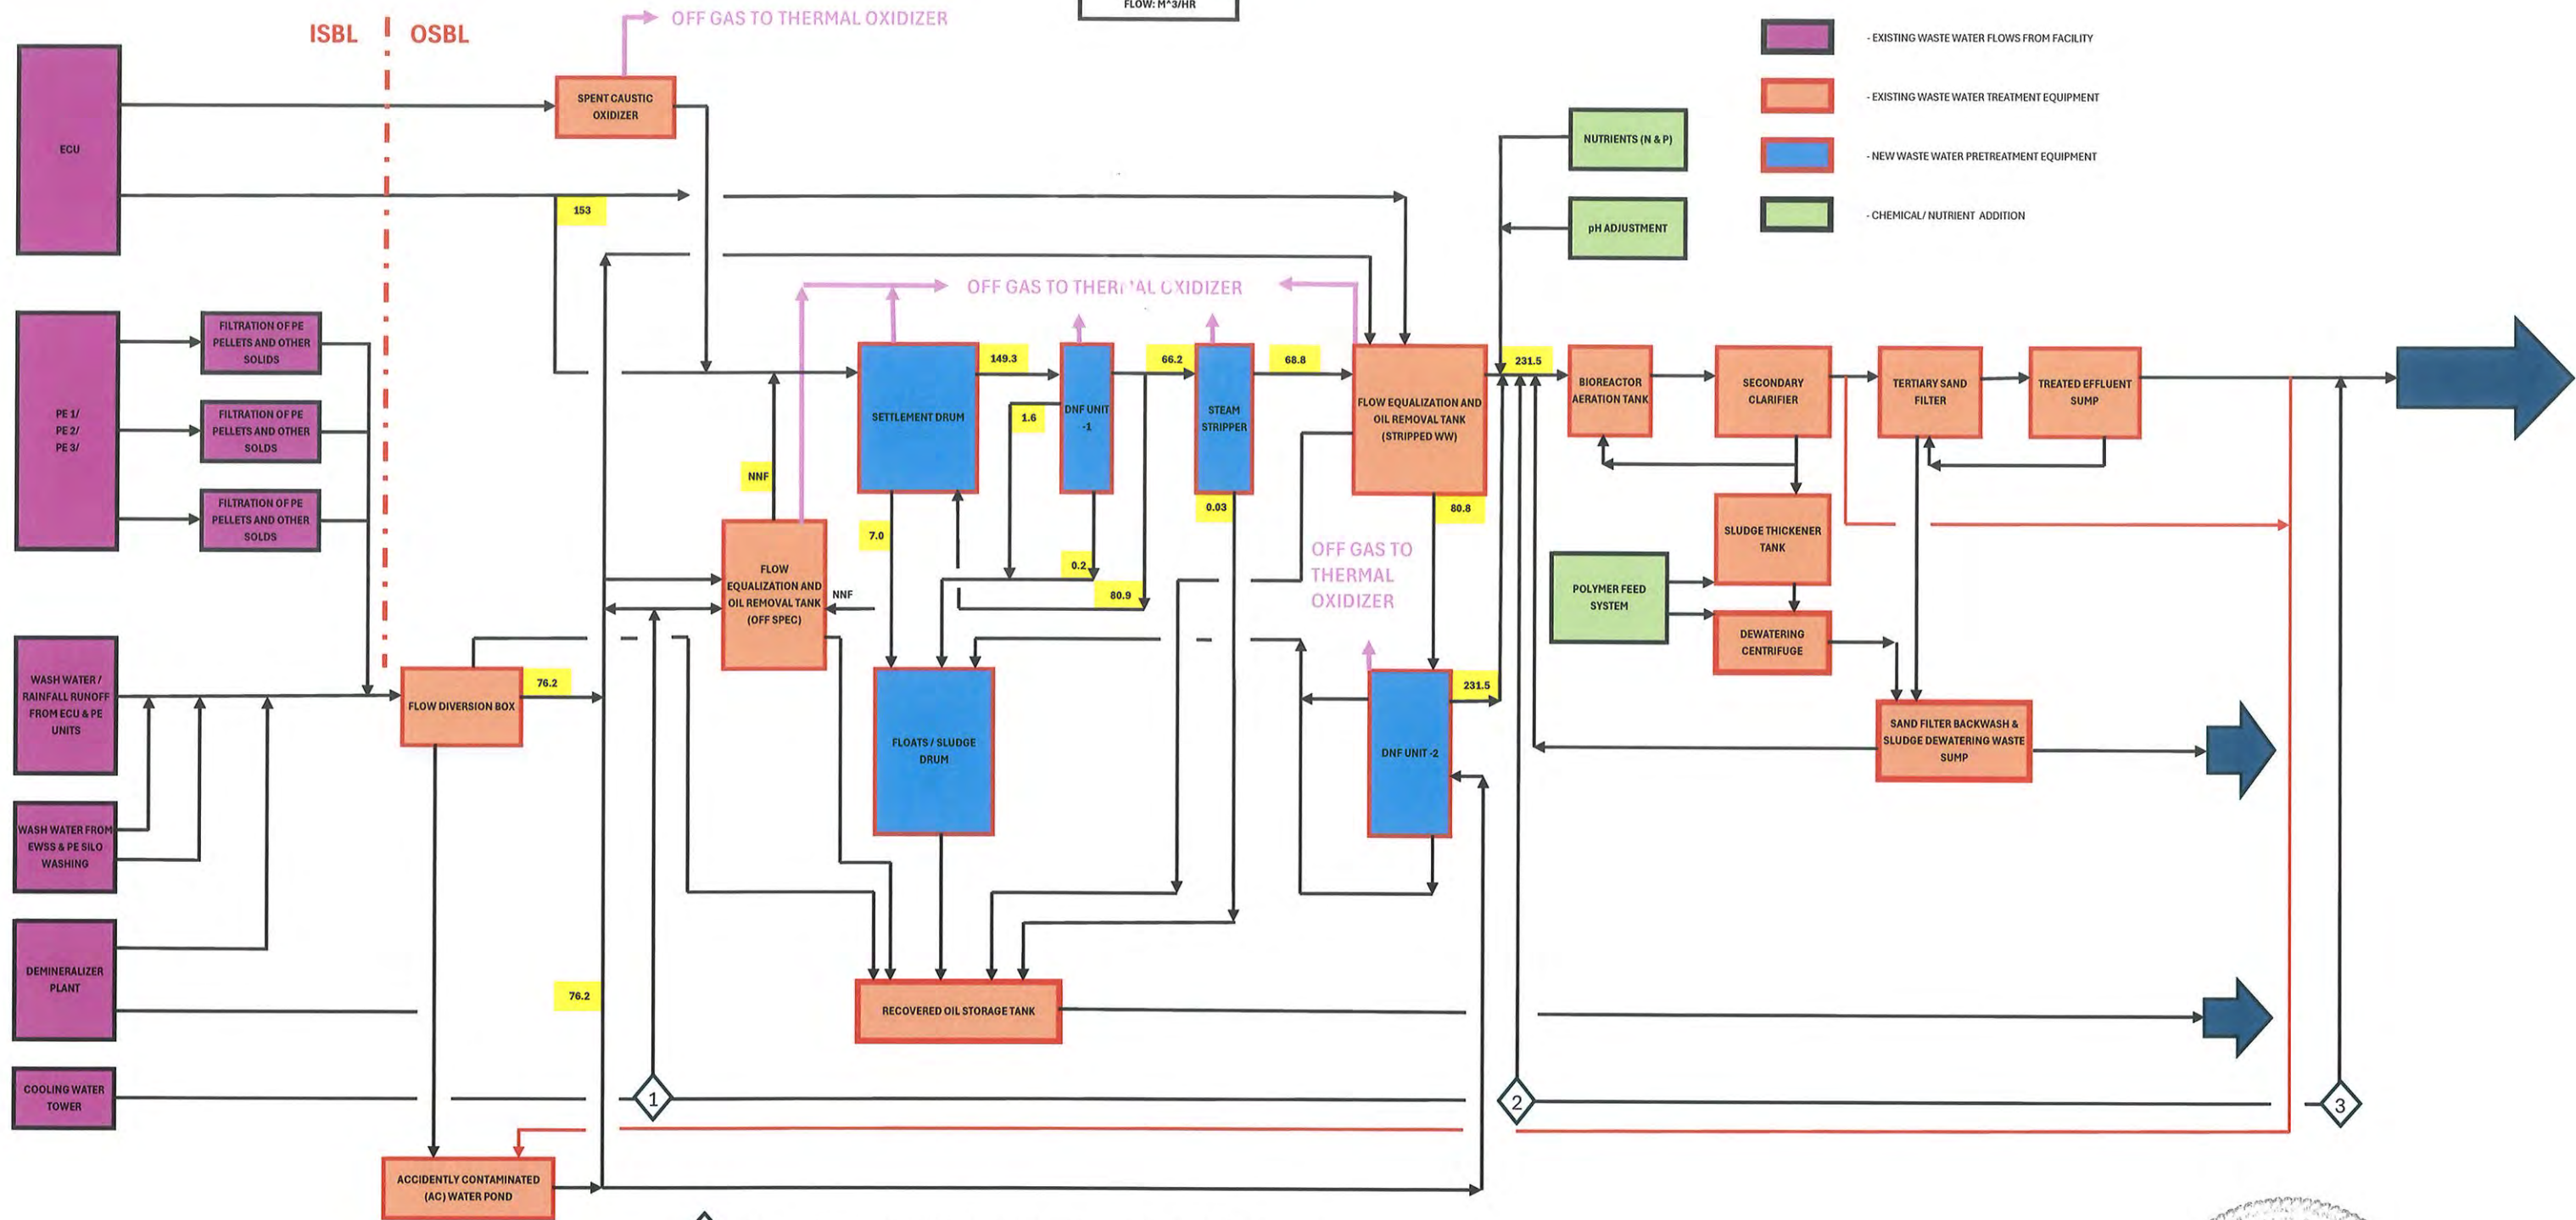 FLOW: M^3/HR
OFF GAS TO THERMAL OXIDIZER
ISBL
OSBL
- EXISTING WASTE WATER FLOWS FROM FACILITY
- EXISTING WASTE WATER TREATMENT EQUIPMENT
- NEW WASTE WATER PRETREATMENT EQUIPMENT
- CHEMICAL/ NUTRIENT ADDITION
ECU
SPENT CAUSTIC
OXIDIZER
153
NUTRIENTS (N & P)
pH ADJUSTMENT
OFF GAS TO THERMAL OXIDIZER
PE 1/
PE 2/
PE 3/
FILTRATION OF PE
PELLETS AND OTHER
SOLIDS
FILTRATION OF PE
PELLETS AND OTHER
SOLDS
FILTRATION OF PE
PELLETS AND OTHER
SOLDS
SETTLEMENT DRUM
149.3
DNF UNIT
-1
1.6
66.2
STEAM
STRIPPER
68.8
0.03
FLOW EQUALIZATION AND
OIL REMOVAL TANK
(STRIPPED WW)
231.5
80.8
BIOREACTOR
AERATION TANK
SECONDARY
CLARIFIER
TERTIARY SAND
FILTER
TREATED EFFLUENT
SUMP
NNF
7.0
0.2
80.9
FLOW
EQUALIZATION AND
OIL REMOVAL TANK
(OFF SPEC)
NNF
OFF GAS TO
THERMAL
OXIDIZER
SLUDGE THICKENER
TANK
POLYMER FEED
SYSTEM
DEWATERING
CENTRIFUGE
WASH WATER /
RAINFALL RUNOFF
FROM ECU & PE
UNITS
FLOW DIVERSION BOX
76.2
FLOATS / SLUDGE
DRUM
DNF UNIT -2
231.5
SAND FILTER BACKWASH &
SLUDGE DEWATERING WASTE
SUMP
WASH WATER FROM
EWSS & PE SILO
WASHING
DEMINERALIZER
PLANT
76.2
RECOVERED OIL STORAGE TANK
COOLING WATER
TOWER
1
2
3
ACCIDENTLY CONTAMINATED
(AC) WATER POND